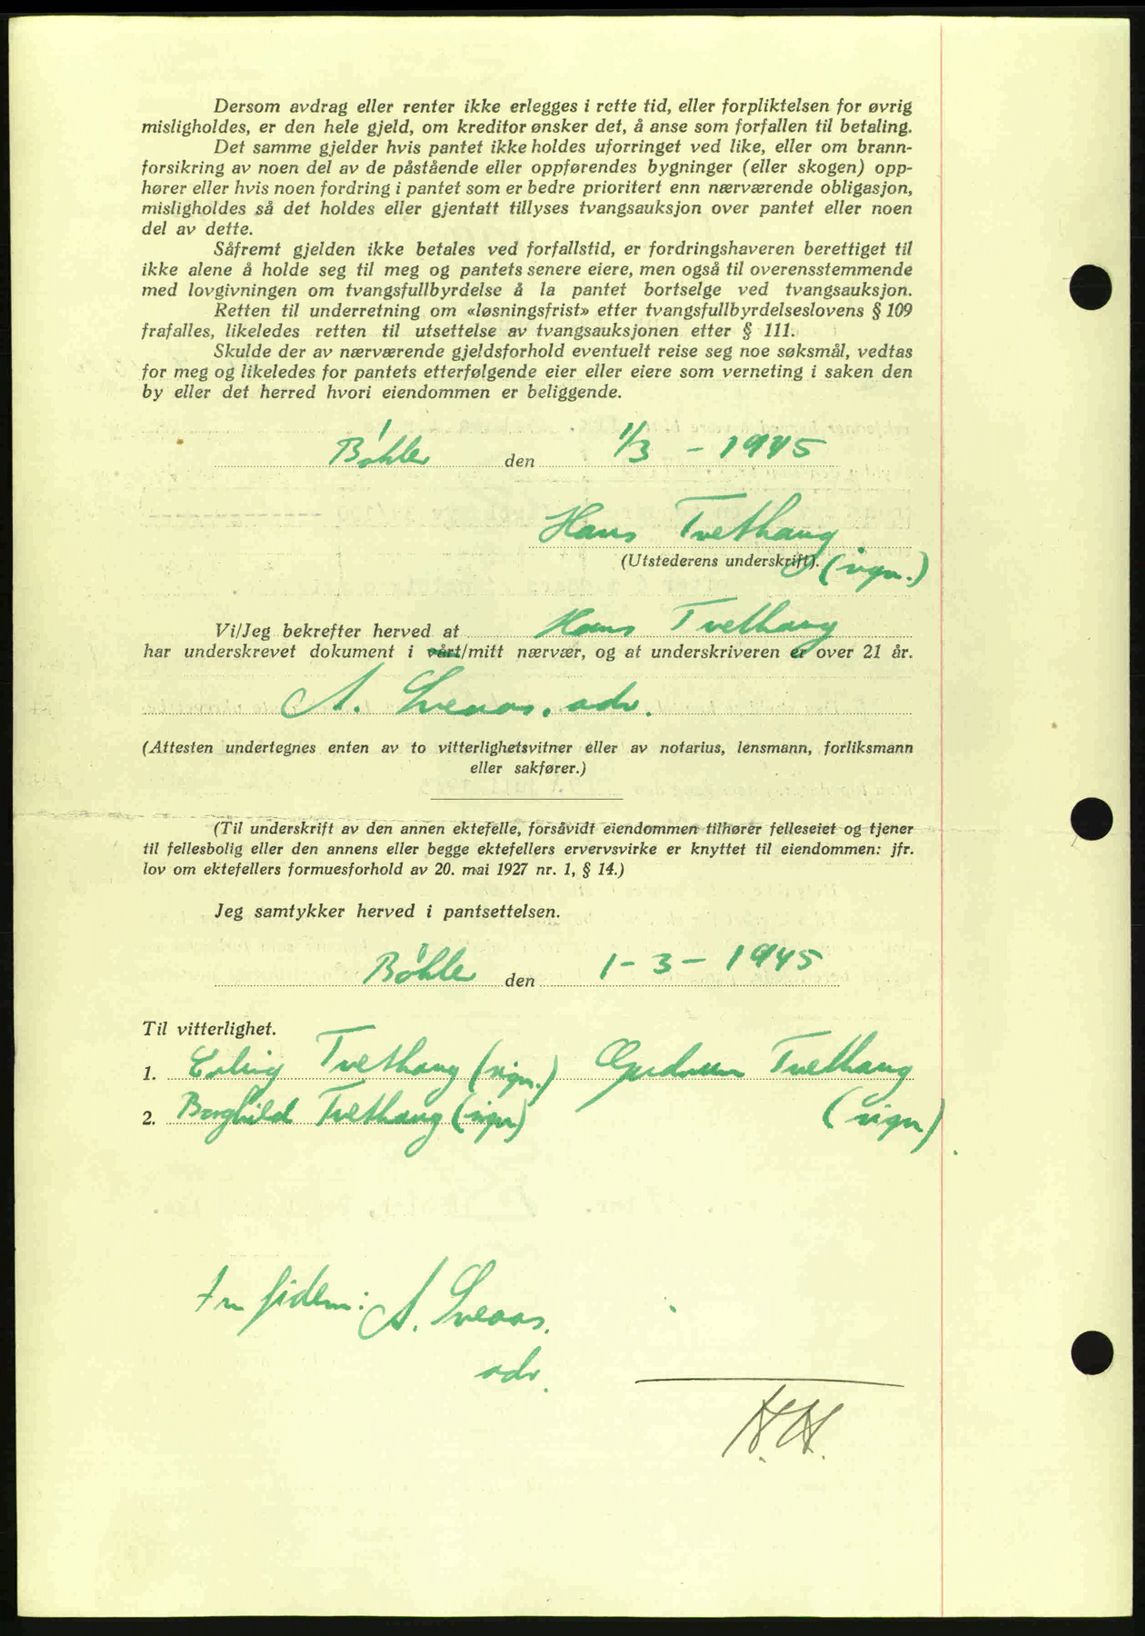 Dersom avdrag eller renter ikke erlegges i rette tid, eller forpliktelsen for øvrig
misligholdes, er den hele gjeld, om kreditor ønsker det, å anse som forfallen til betaling.
Det samme gjelder hvis pantet ikke holdes uforringet ved like, eller om brann-
forsikring av noen del av de påstående eller oppførendes bygninger (eller skogen) opp-
hører eller hvis noen fordring i pantet som er bedre prioritert enn nærværende obligasjon,
misligholdes så det holdes eller gjentatt tillyses tvangsauksjon over pantet eller noen
del av dette.
Såfremt gjelden ikke betales ved forfallstid, er fordringshaveren berettiget til
ikke alene å holde seg til meg og pantets senere eiere, men også til overensstemmende
med lovgivningen om tvangsfullbyrdelse å la pantet bortselge ved tvangsauksjon.
Retten til underretning om «løsningsfrist» etter tvangsfullbyrdelseslovens § 109
frafalles, likeledes retten til utsettelse av tvangsauksjonen etter § 111.
Skulde der av nærværende gjeldsforhold eventuelt reise seg noe søksmål, vedtas
for meg og likeledes for pantets etterfølgende eier eller eiere som verneting i saken den
by eller det herred hvori eiendommen er beliggende.
Bøhler den 1/3 - 1945
Hans Tvethaug
(Utstederens underskrift). (sign.)
Vi/Jeg bekrefter herved at Hans Tvethaug
har underskrevet dokument i vårt/mitt nærvær, og at underskriveren er over 21 år.
A. Sveaas. adv.
(Attesten undertegnes enten av to vitterlighetsvitner eller av notarius, lensmann, forliksmann
eller sakfører.)
(Til underskrift av den annen ektefelle, forsåvidt eiendommen tilhører felleseiet og tjener
til fellesbolig eller den annens eller begge ektefellers ervervsvirke er knyttet til eiendommen: jfr.
lov om ektefellers formuesforhold av 20. mai 1927 nr. 1, § 14.)
Jeg samtykker herved i pantsettelsen.
Bøhler den 1-3-1945
Til vitterlighet.
1. Erling Tvethaug (sign.) Gudrun Tvethaug
2. Borghild Tvethaug (sign) (sign)
In fidem: A. Sveaas.
adv.
H.H.